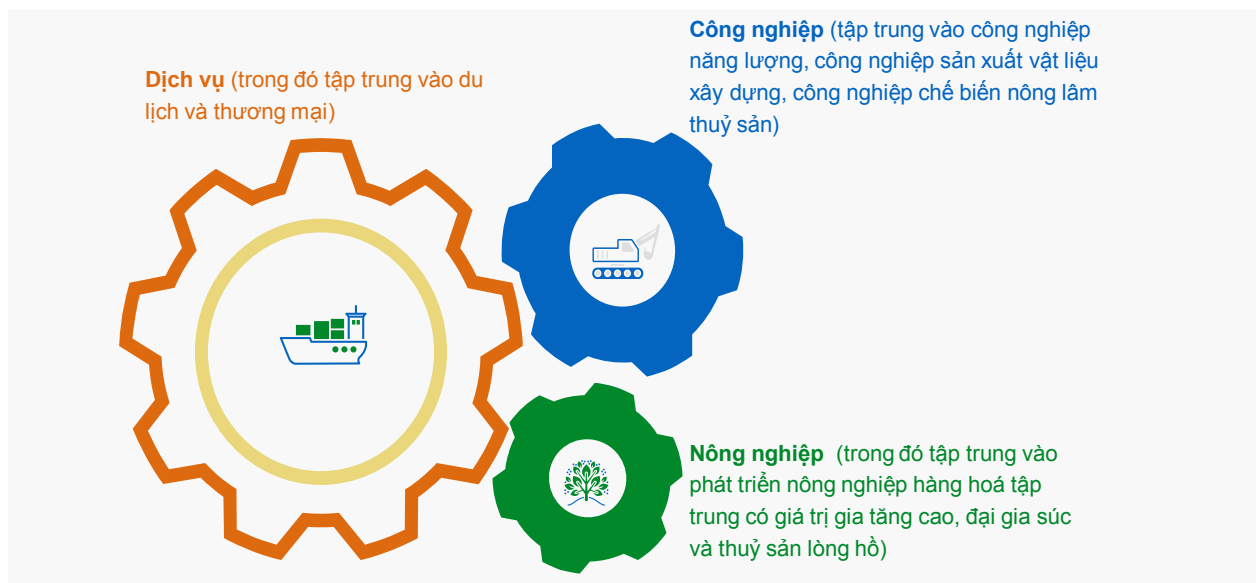 Dịch vụ (trong đó tập trung vào du
lịch và thương mại)
Công nghiệp (tập trung vào công nghiệp
năng lượng, công nghiệp sản xuất vật liệu
xây dựng, công nghiệp chế biến nông lâm
thuỷ sản)
Nông nghiệp  (trong đó tập trung vào
phát triển nông nghiệp hàng hoá tập
trung có giá trị gia tăng cao, đại gia súc
và thuỷ sản lòng hồ)